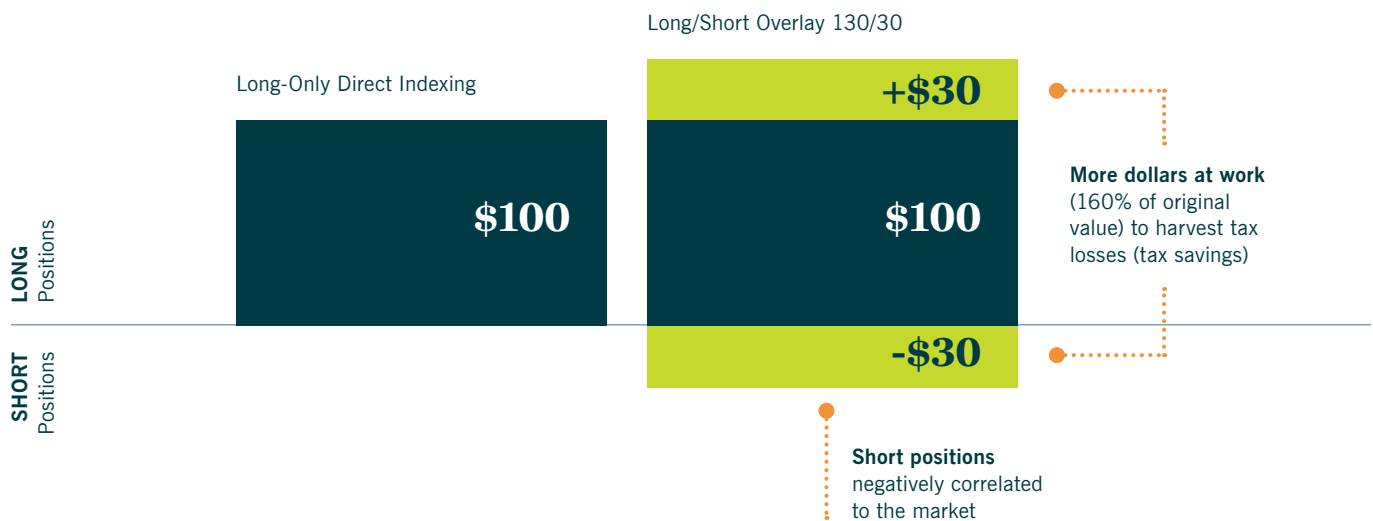 Long/Short Overlay 130/30
Long-Only Direct Indexing
+$30
$100
$100
More dollars at work
(160% of original
value) to harvest tax
losses (tax savings)
LONG
Positions
SHORT
Positions
-$30
Short positions
negatively correlated
to the market